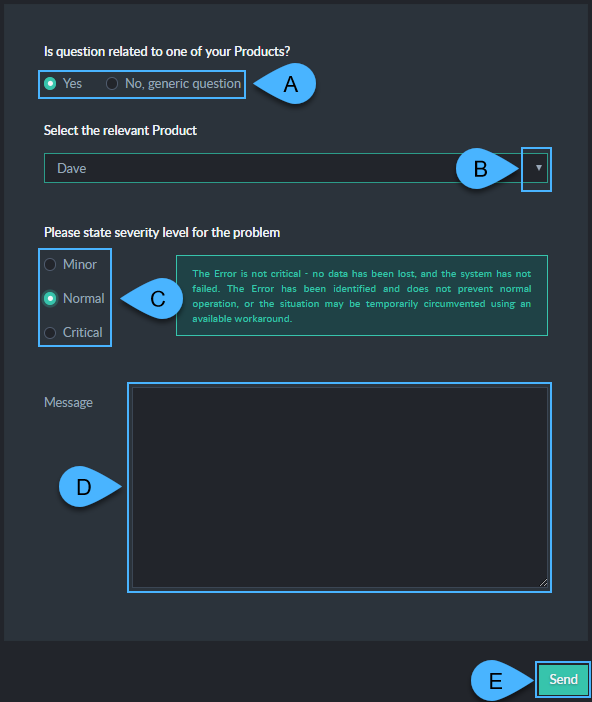 Is question related to one of your Products?
Yes No, generic question A
Select the relevant Product
Dave B ▼
Please state severity level for the problem
Minor
Normal C
Critical
The Error is not critical - no data has been lost, and the system has not
failed. The Error has been identified and does not prevent normal
operation, or the situation may be temporarily circumvented using an
available workaround.
Message
D
E Send